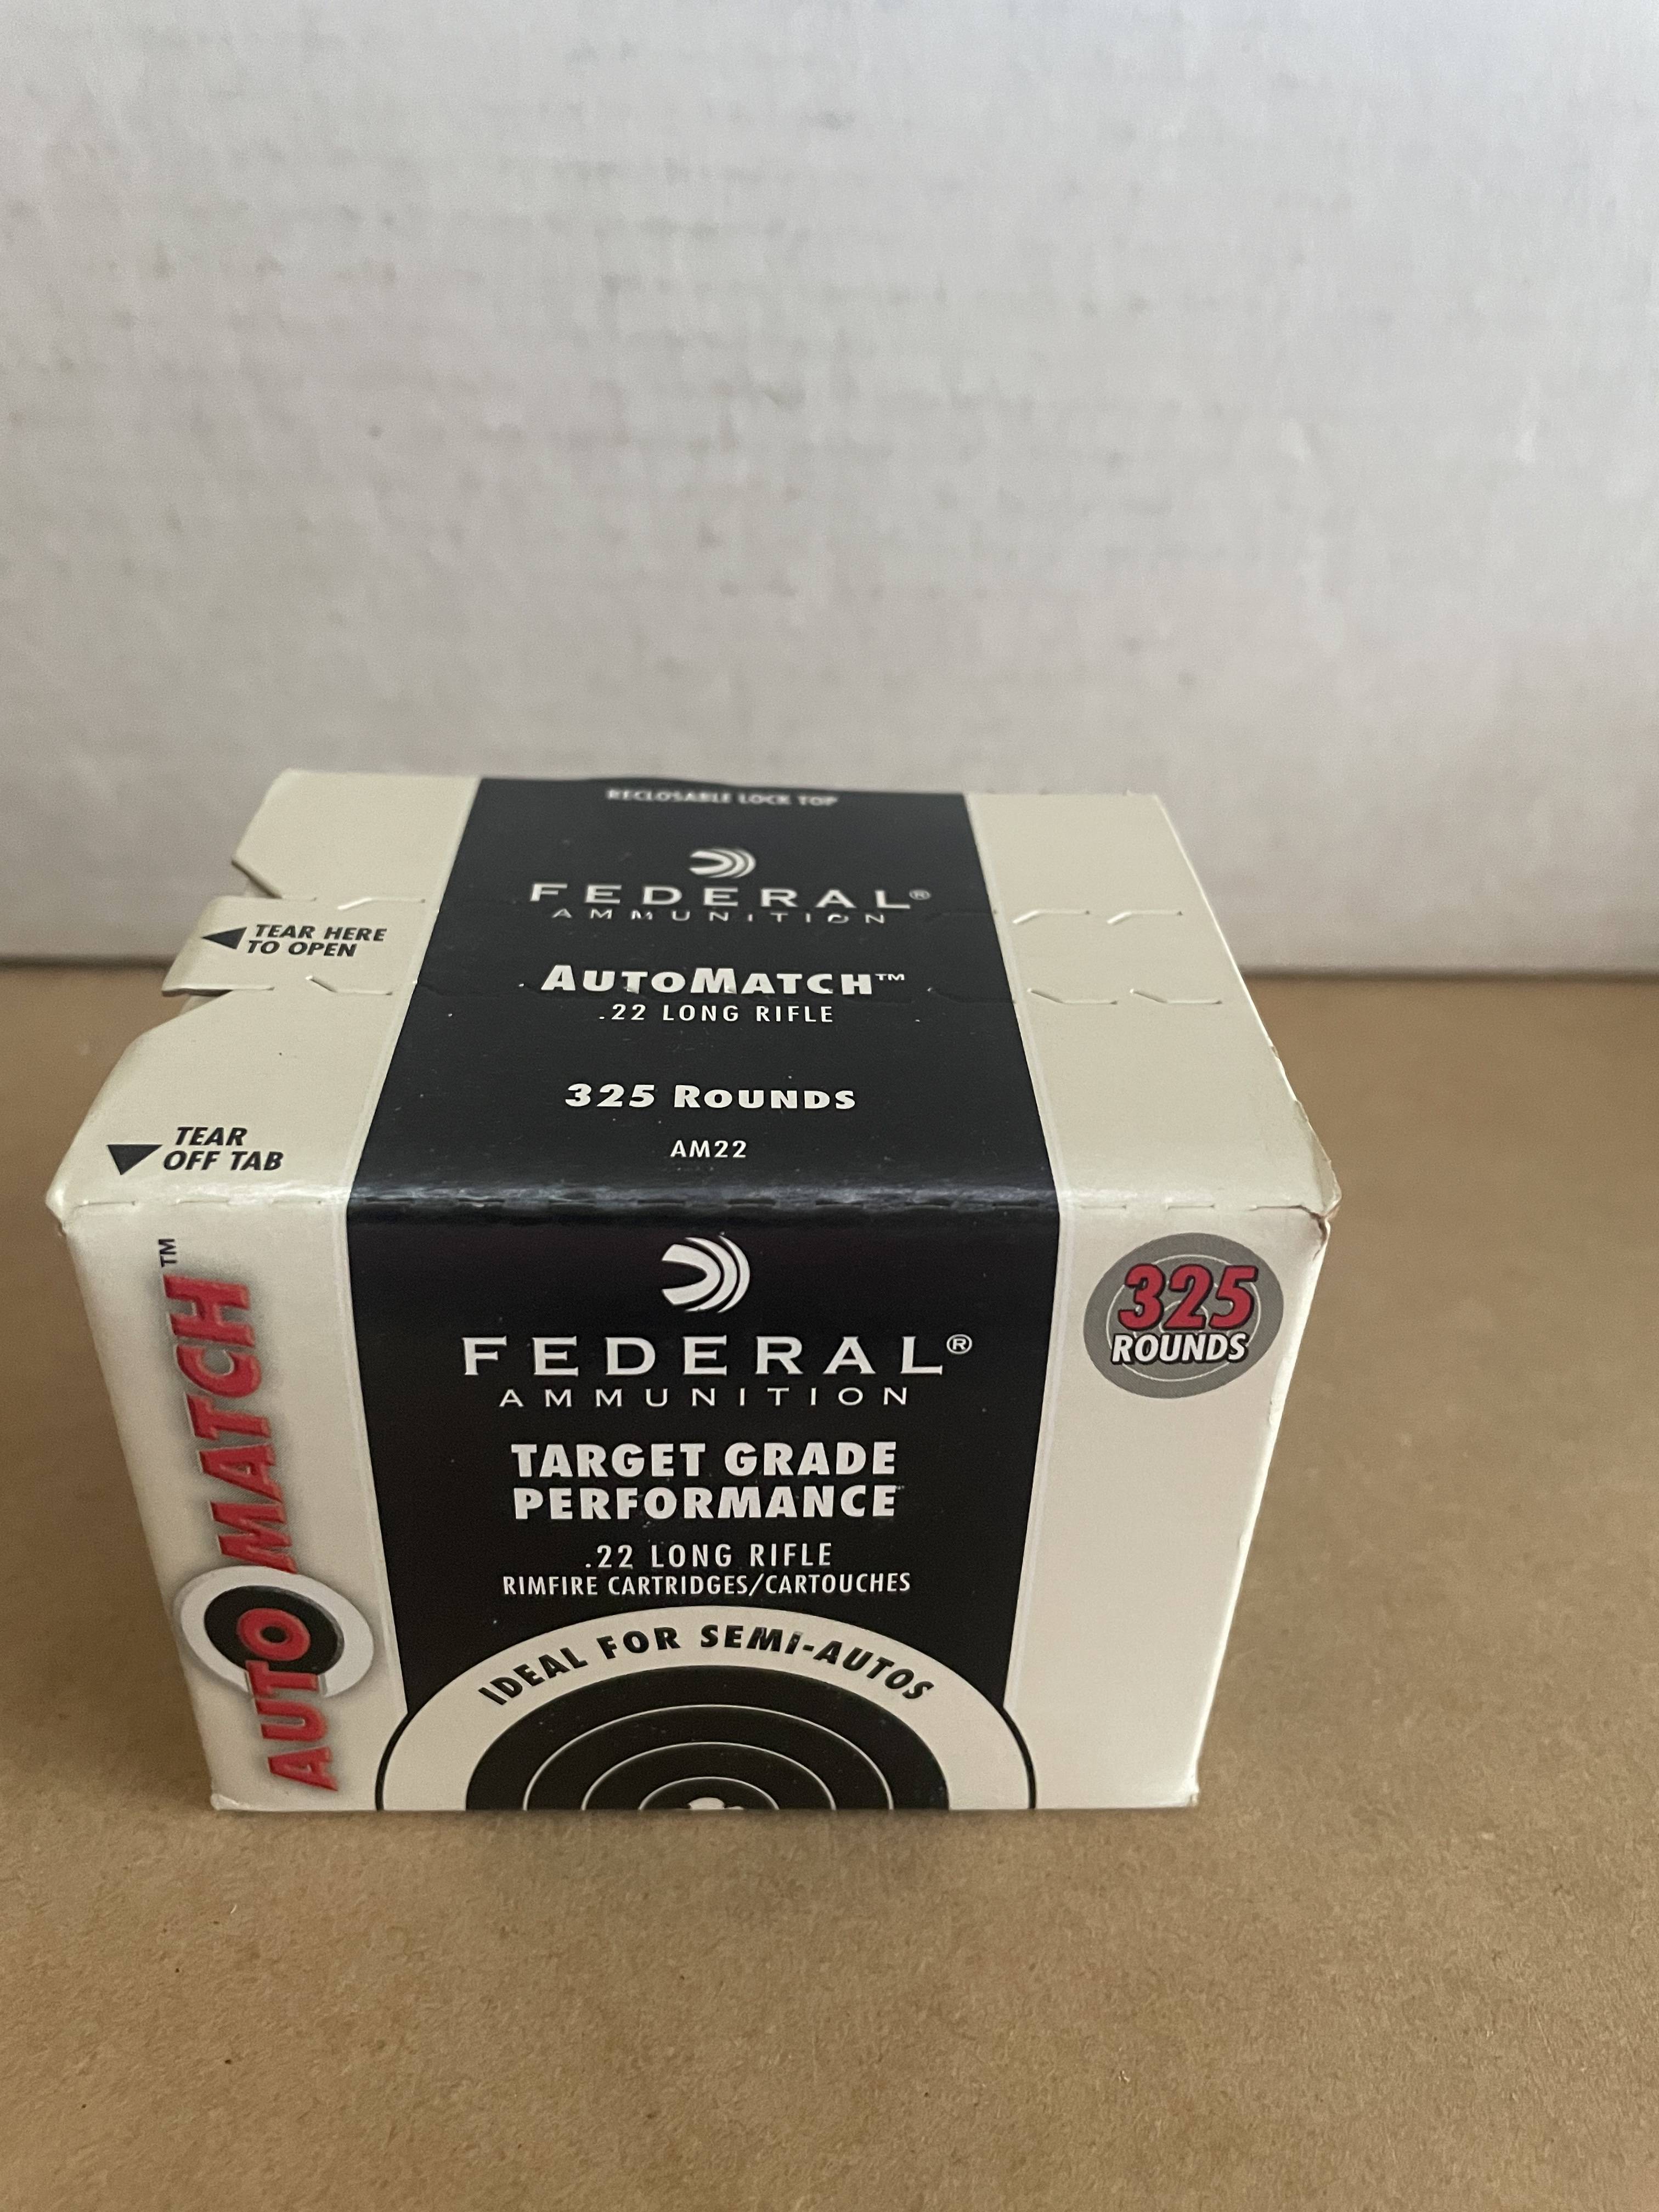 RECLOSABLE LOCK TOP
FEDERAL®
AMMUNITION
TEAR HERE
TO OPEN
AUTOMATCH™
.22 LONG RIFLE
325 ROUNDS
AM22
TEAR
OFF TAB
AUTOMATCH™
FEDERAL®
AMMUNITION
TARGET GRADE
PERFORMANCE
.22 LONG RIFLE
RIMFIRE CARTRIDGES/CARTOUCHES
IDEAL FOR SEMI-AUTOS
325
ROUNDS